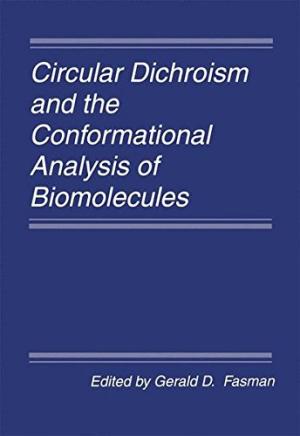 Circular Dichroism
and the
Conformational
Analysis of
Biomolecules
Edited by Gerald D. Fasman